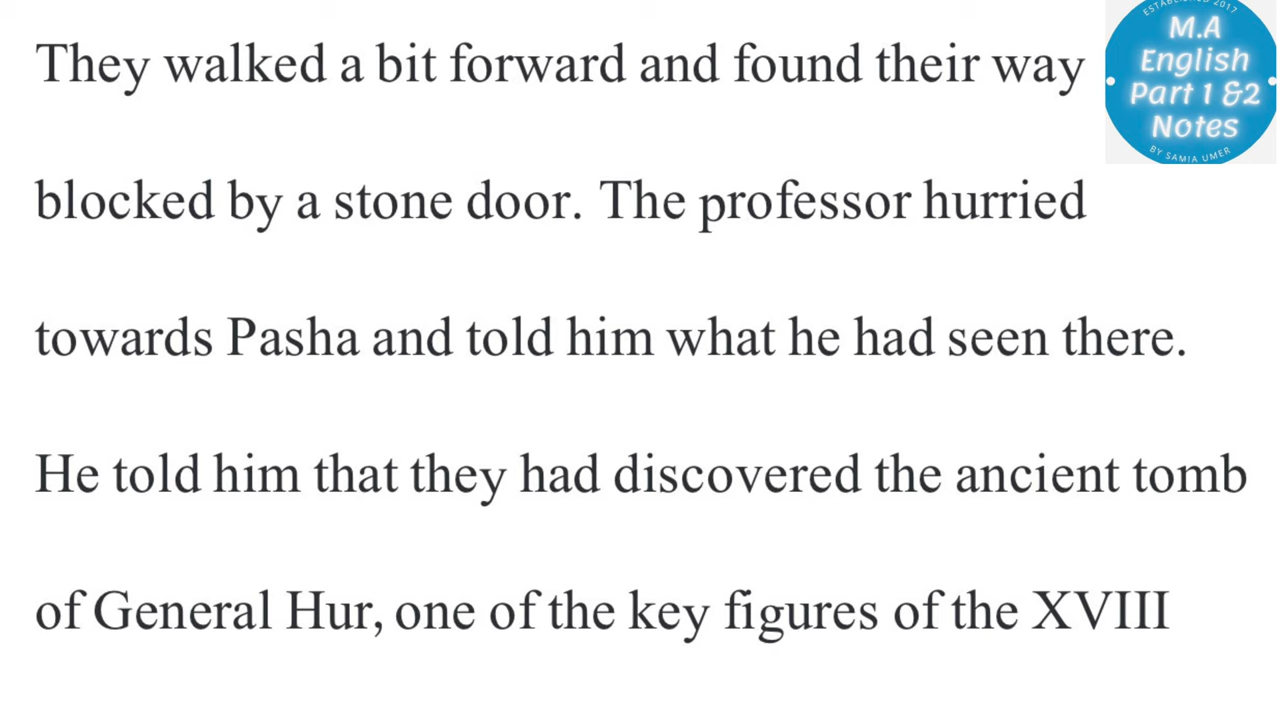 ESTABLISHED 2017
M.A
English
Part 1 &2
Notes
BY SAMIA UMER
They walked a bit forward and found their way
blocked by a stone door. The professor hurried
towards Pasha and told him what he had seen there.
He told him that they had discovered the ancient tomb
of General Hur, one of the key figures of the XVIII